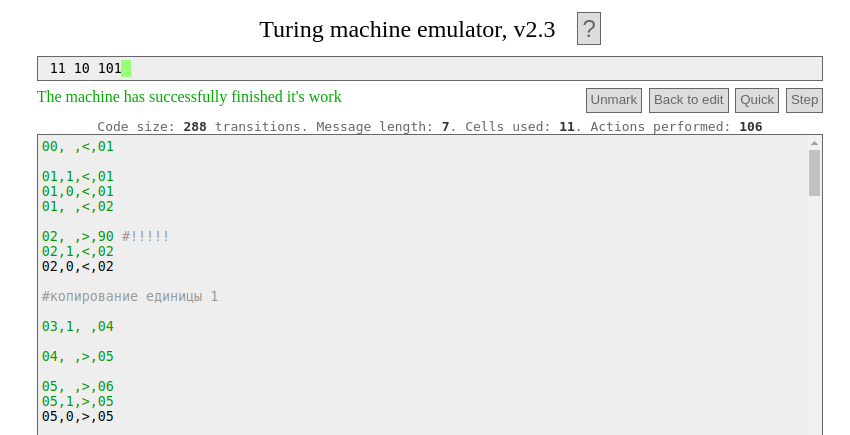 Turing machine emulator, v2.3 ?
11 10 101
The machine has successfully finished it's work
Unmark Back to edit Quick Step
Code size: 288 transitions. Message length: 7. Cells used: 11. Actions performed: 106
00, ,<,01
01,1,<,01
01,0,<,01
01, ,<,02
02, ,>,90 #!!!!!
02,1,<,02
02,0,<,02
#копирование единицы 1
03,1, ,04
04, ,>,05
05, ,>,06
05,1,>,05
05,0,>,05